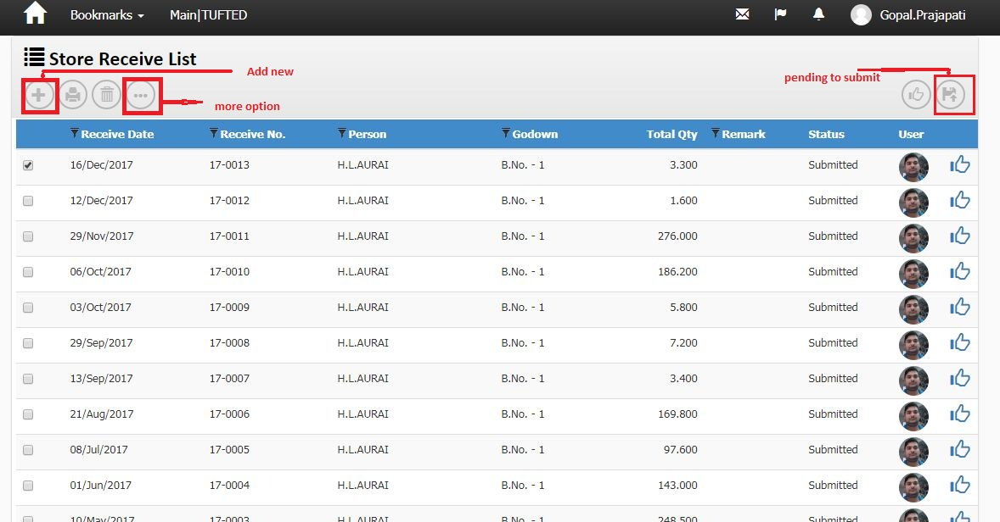 Bookmarks Main|TUFTED Gopal.Prajapati
Store Receive List
Add new
pending to submit
more option
Receive Date Receive No. Person Godown Total Qty Remark Status User
16/Dec/2017 17-0013 H.L.AURAI B.No. - 1 3.300 Submitted
12/Dec/2017 17-0012 H.L.AURAI B.No. - 1 1.600 Submitted
29/Nov/2017 17-0011 H.L.AURAI B.No. - 1 276.000 Submitted
06/Oct/2017 17-0010 H.L.AURAI B.No. - 1 186.200 Submitted
03/Oct/2017 17-0009 H.L.AURAI B.No. - 1 5.800 Submitted
29/Sep/2017 17-0008 H.L.AURAI B.No. - 1 7.200 Submitted
13/Sep/2017 17-0007 H.L.AURAI B.No. - 1 3.400 Submitted
21/Aug/2017 17-0006 H.L.AURAI B.No. - 1 169.800 Submitted
08/Jul/2017 17-0005 H.L.AURAI B.No. - 1 97.600 Submitted
01/Jun/2017 17-0004 H.L.AURAI B.No. - 1 143.000 Submitted
10/May/2017 17-0003 H.L.AURAI B.No. - 1 248.500 Submitted